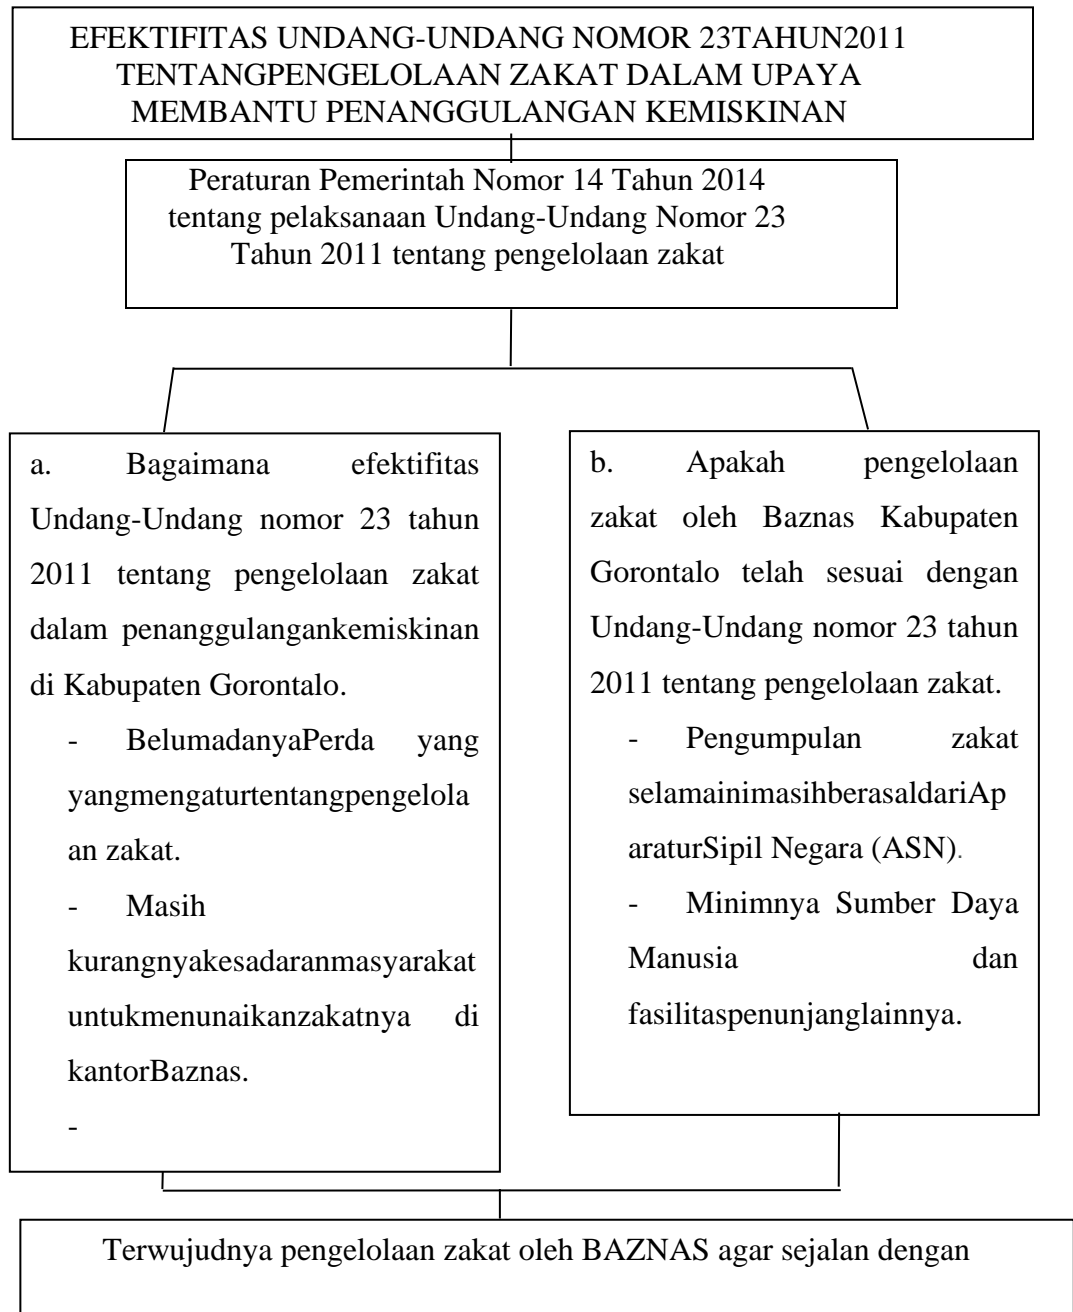 EFEKTIFITAS UNDANG-UNDANG NOMOR 23TAHUN2011
TENTANGPENGELOLAAN ZAKAT DALAM UPAYA
MEMBANTU PENANGGULANGAN KEMISKINAN
Peraturan Pemerintah Nomor 14 Tahun 2014
tentang pelaksanaan Undang-Undang Nomor 23
Tahun 2011 tentang pengelolaan zakat
a. Bagaimana efektifitas
Undang-Undang nomor 23 tahun
2011 tentang pengelolaan zakat
dalam penanggulangankemiskinan
di Kabupaten Gorontalo.
- BelumadanyaPerda yang
yangmengaturtentangpengelola
an zakat.
- Masih
kurangnyakesadaranmasyarakat
untukmenunaikanzakatnya di
kantorBaznas.
-
b. Apakah pengelolaan
zakat oleh Baznas Kabupaten
Gorontalo telah sesuai dengan
Undang-Undang nomor 23 tahun
2011 tentang pengelolaan zakat.
- Pengumpulan zakat
selamainimasihberasaldariAp
araturSipil Negara (ASN).
- Minimnya Sumber Daya
Manusia dan
fasilitaspenunjanglainnya.
Terwujudnya pengelolaan zakat oleh BAZNAS agar sejalan dengan